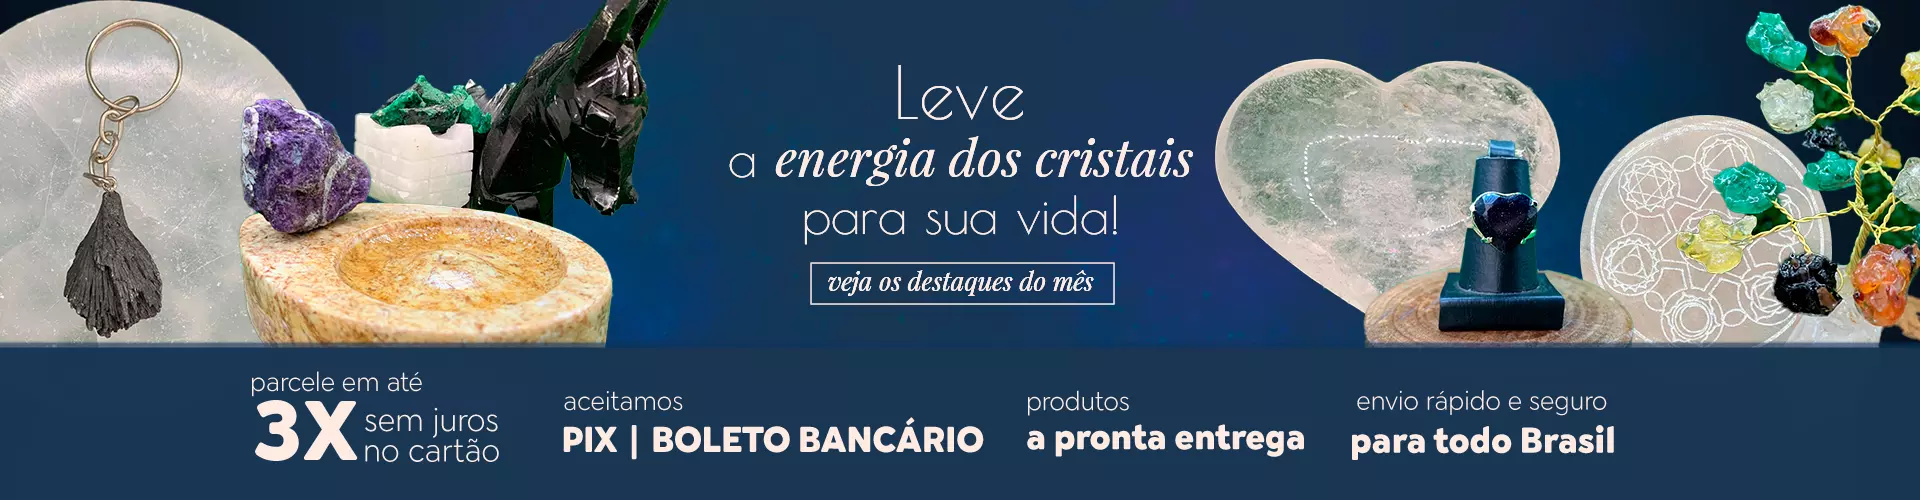 Leve
a energia dos cristais
para sua vida!
veja os destaques do mês
parcele em até
3X sem juros
no cartão
aceitamos
PIX | BOLETO BANCÁRIO
produtos
a pronta entrega
envio rápido e seguro
para todo Brasil